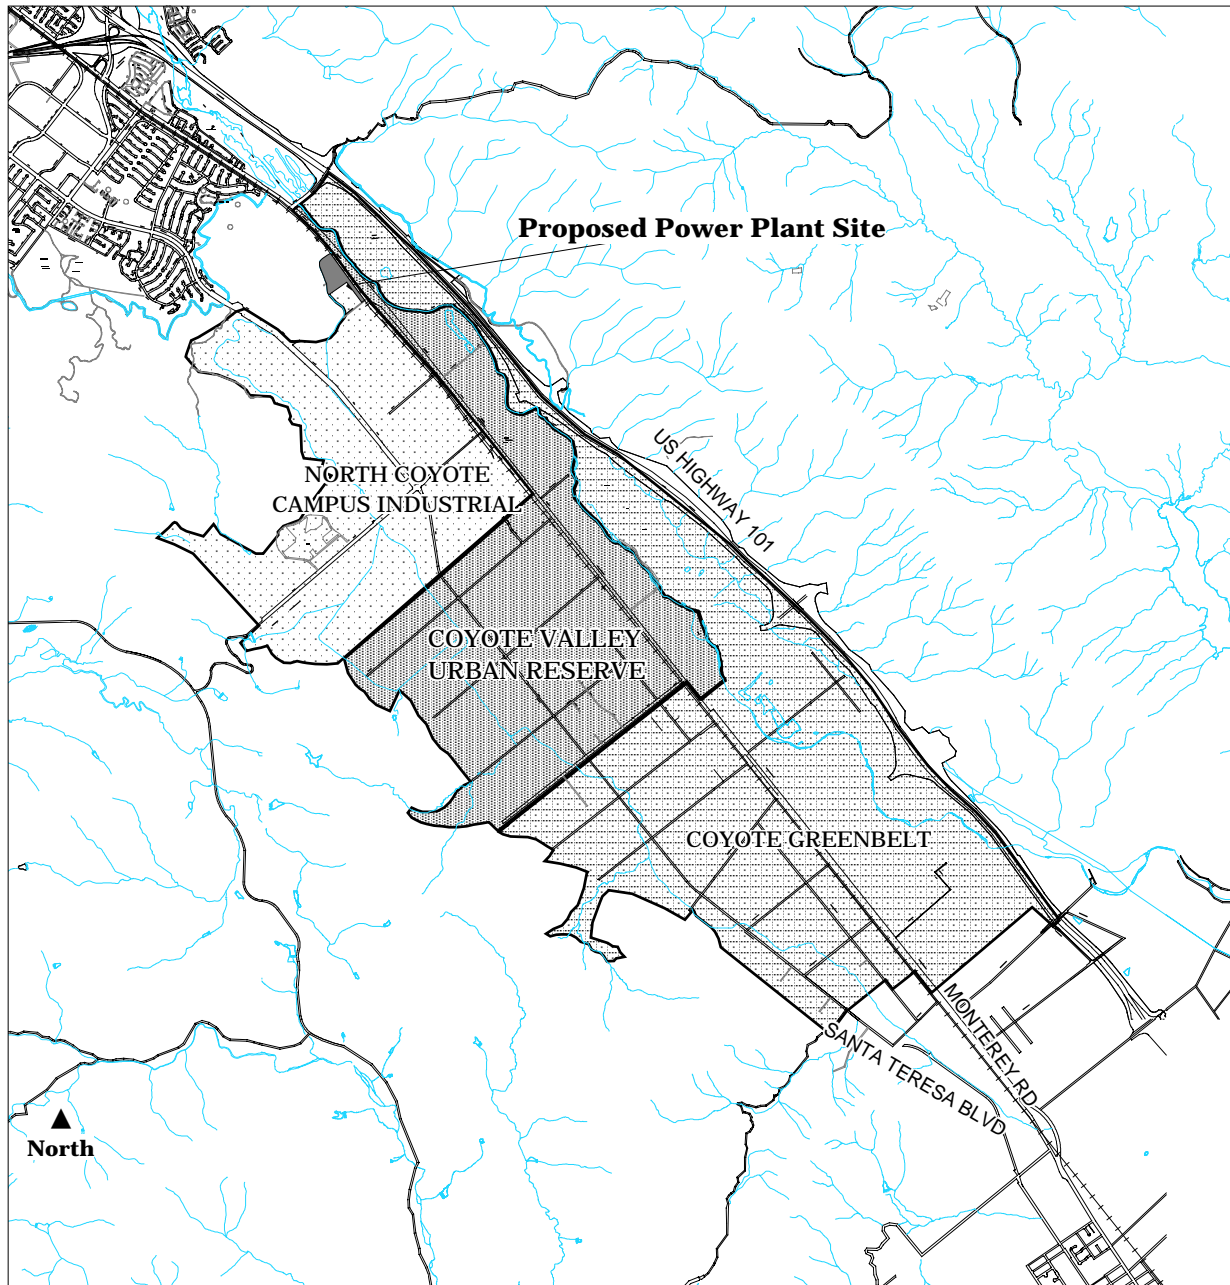 Proposed Power Plant Site
US HIGHWAY 101
NORTH COYOTE
CAMPUS INDUSTRIAL
COYOTE VALLEY
URBAN RESERVE
COYOTE GREENBELT
MONTEREY RD
SANTA TERESA BLVD
North